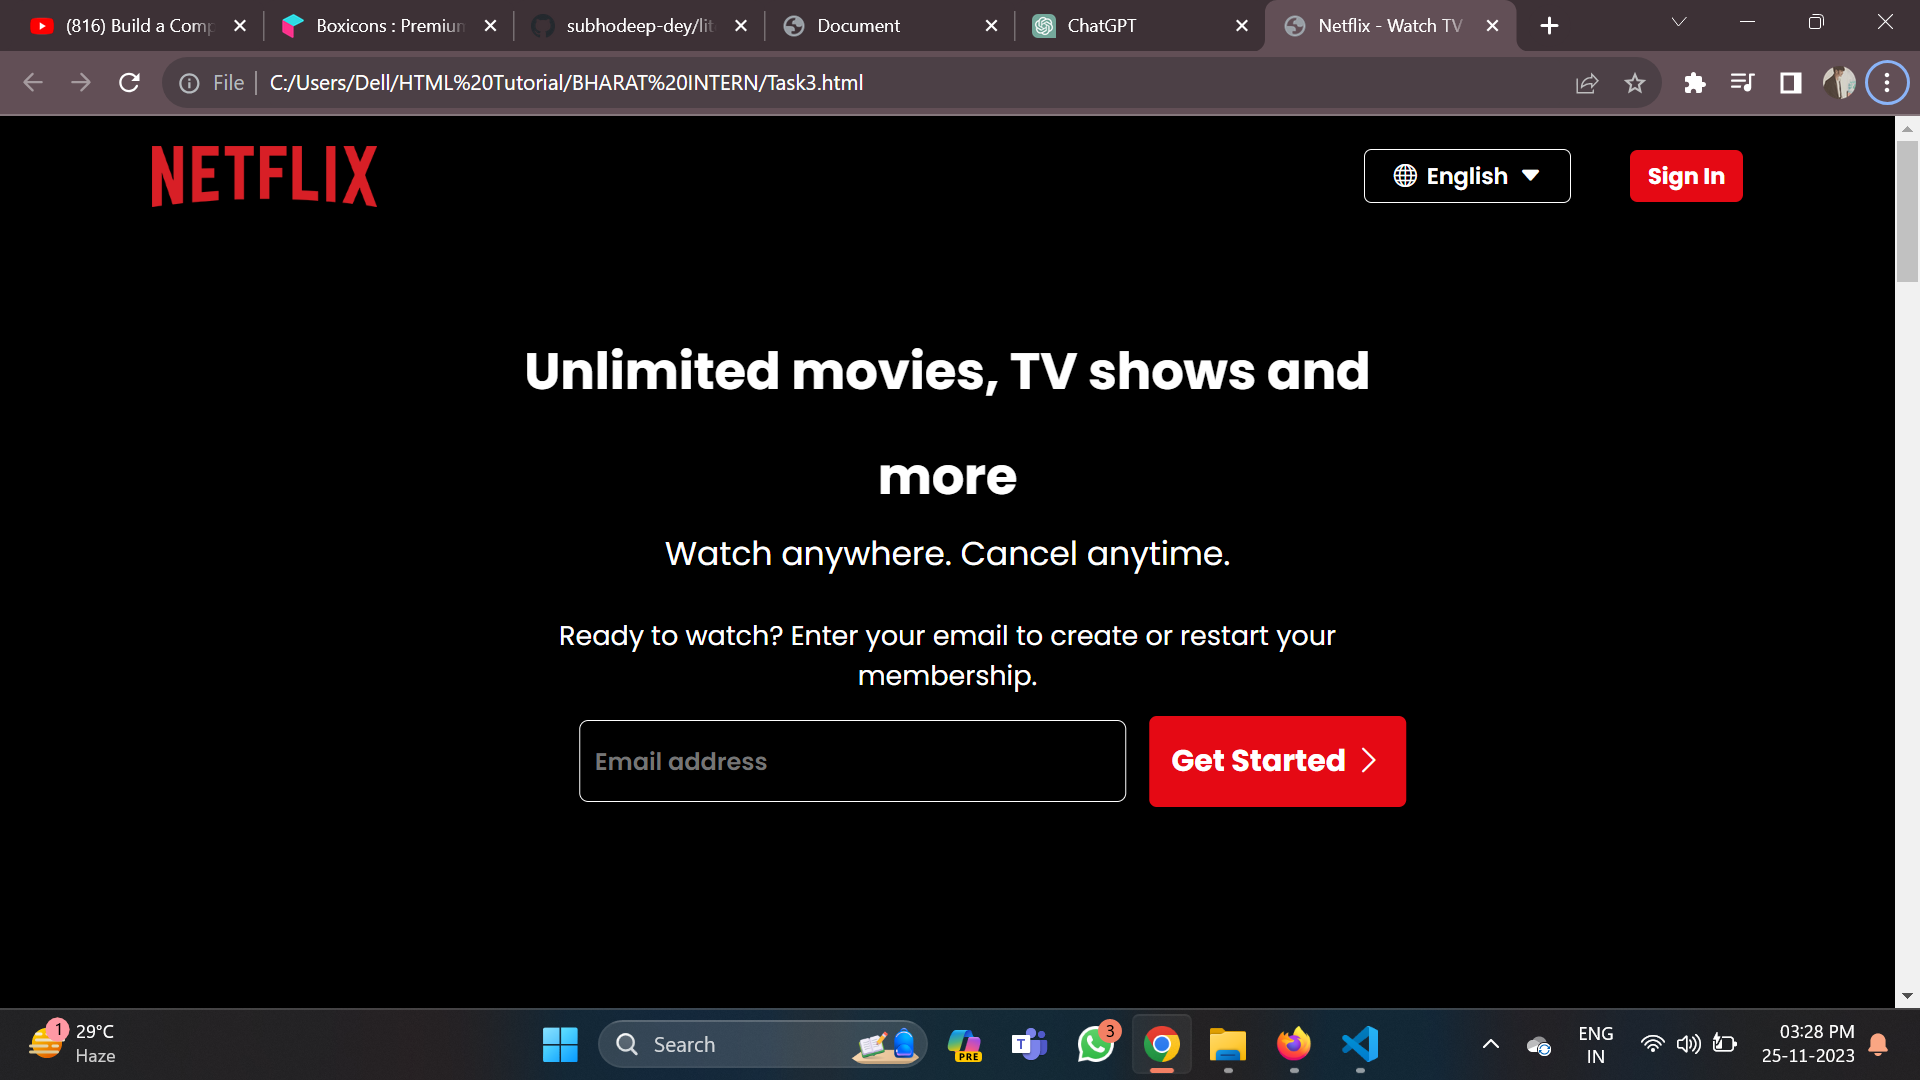 (816) Build a Comp
Boxicons : Premium
subhodeep-dey/lit
Document
ChatGPT
Netflix - Watch TV
File
C:/Users/Dell/HTML%20Tutorial/BHARAT%20INTERN/Task3.html
NETFLIX
English
Sign In
Unlimited movies, TV shows and
more
Watch anywhere. Cancel anytime.
Ready to watch? Enter your email to create or restart your
membership.
Email address
Get Started
1
29°C
Haze
Search
PRE
T
3
ENG
IN
03:28 PM
25-11-2023